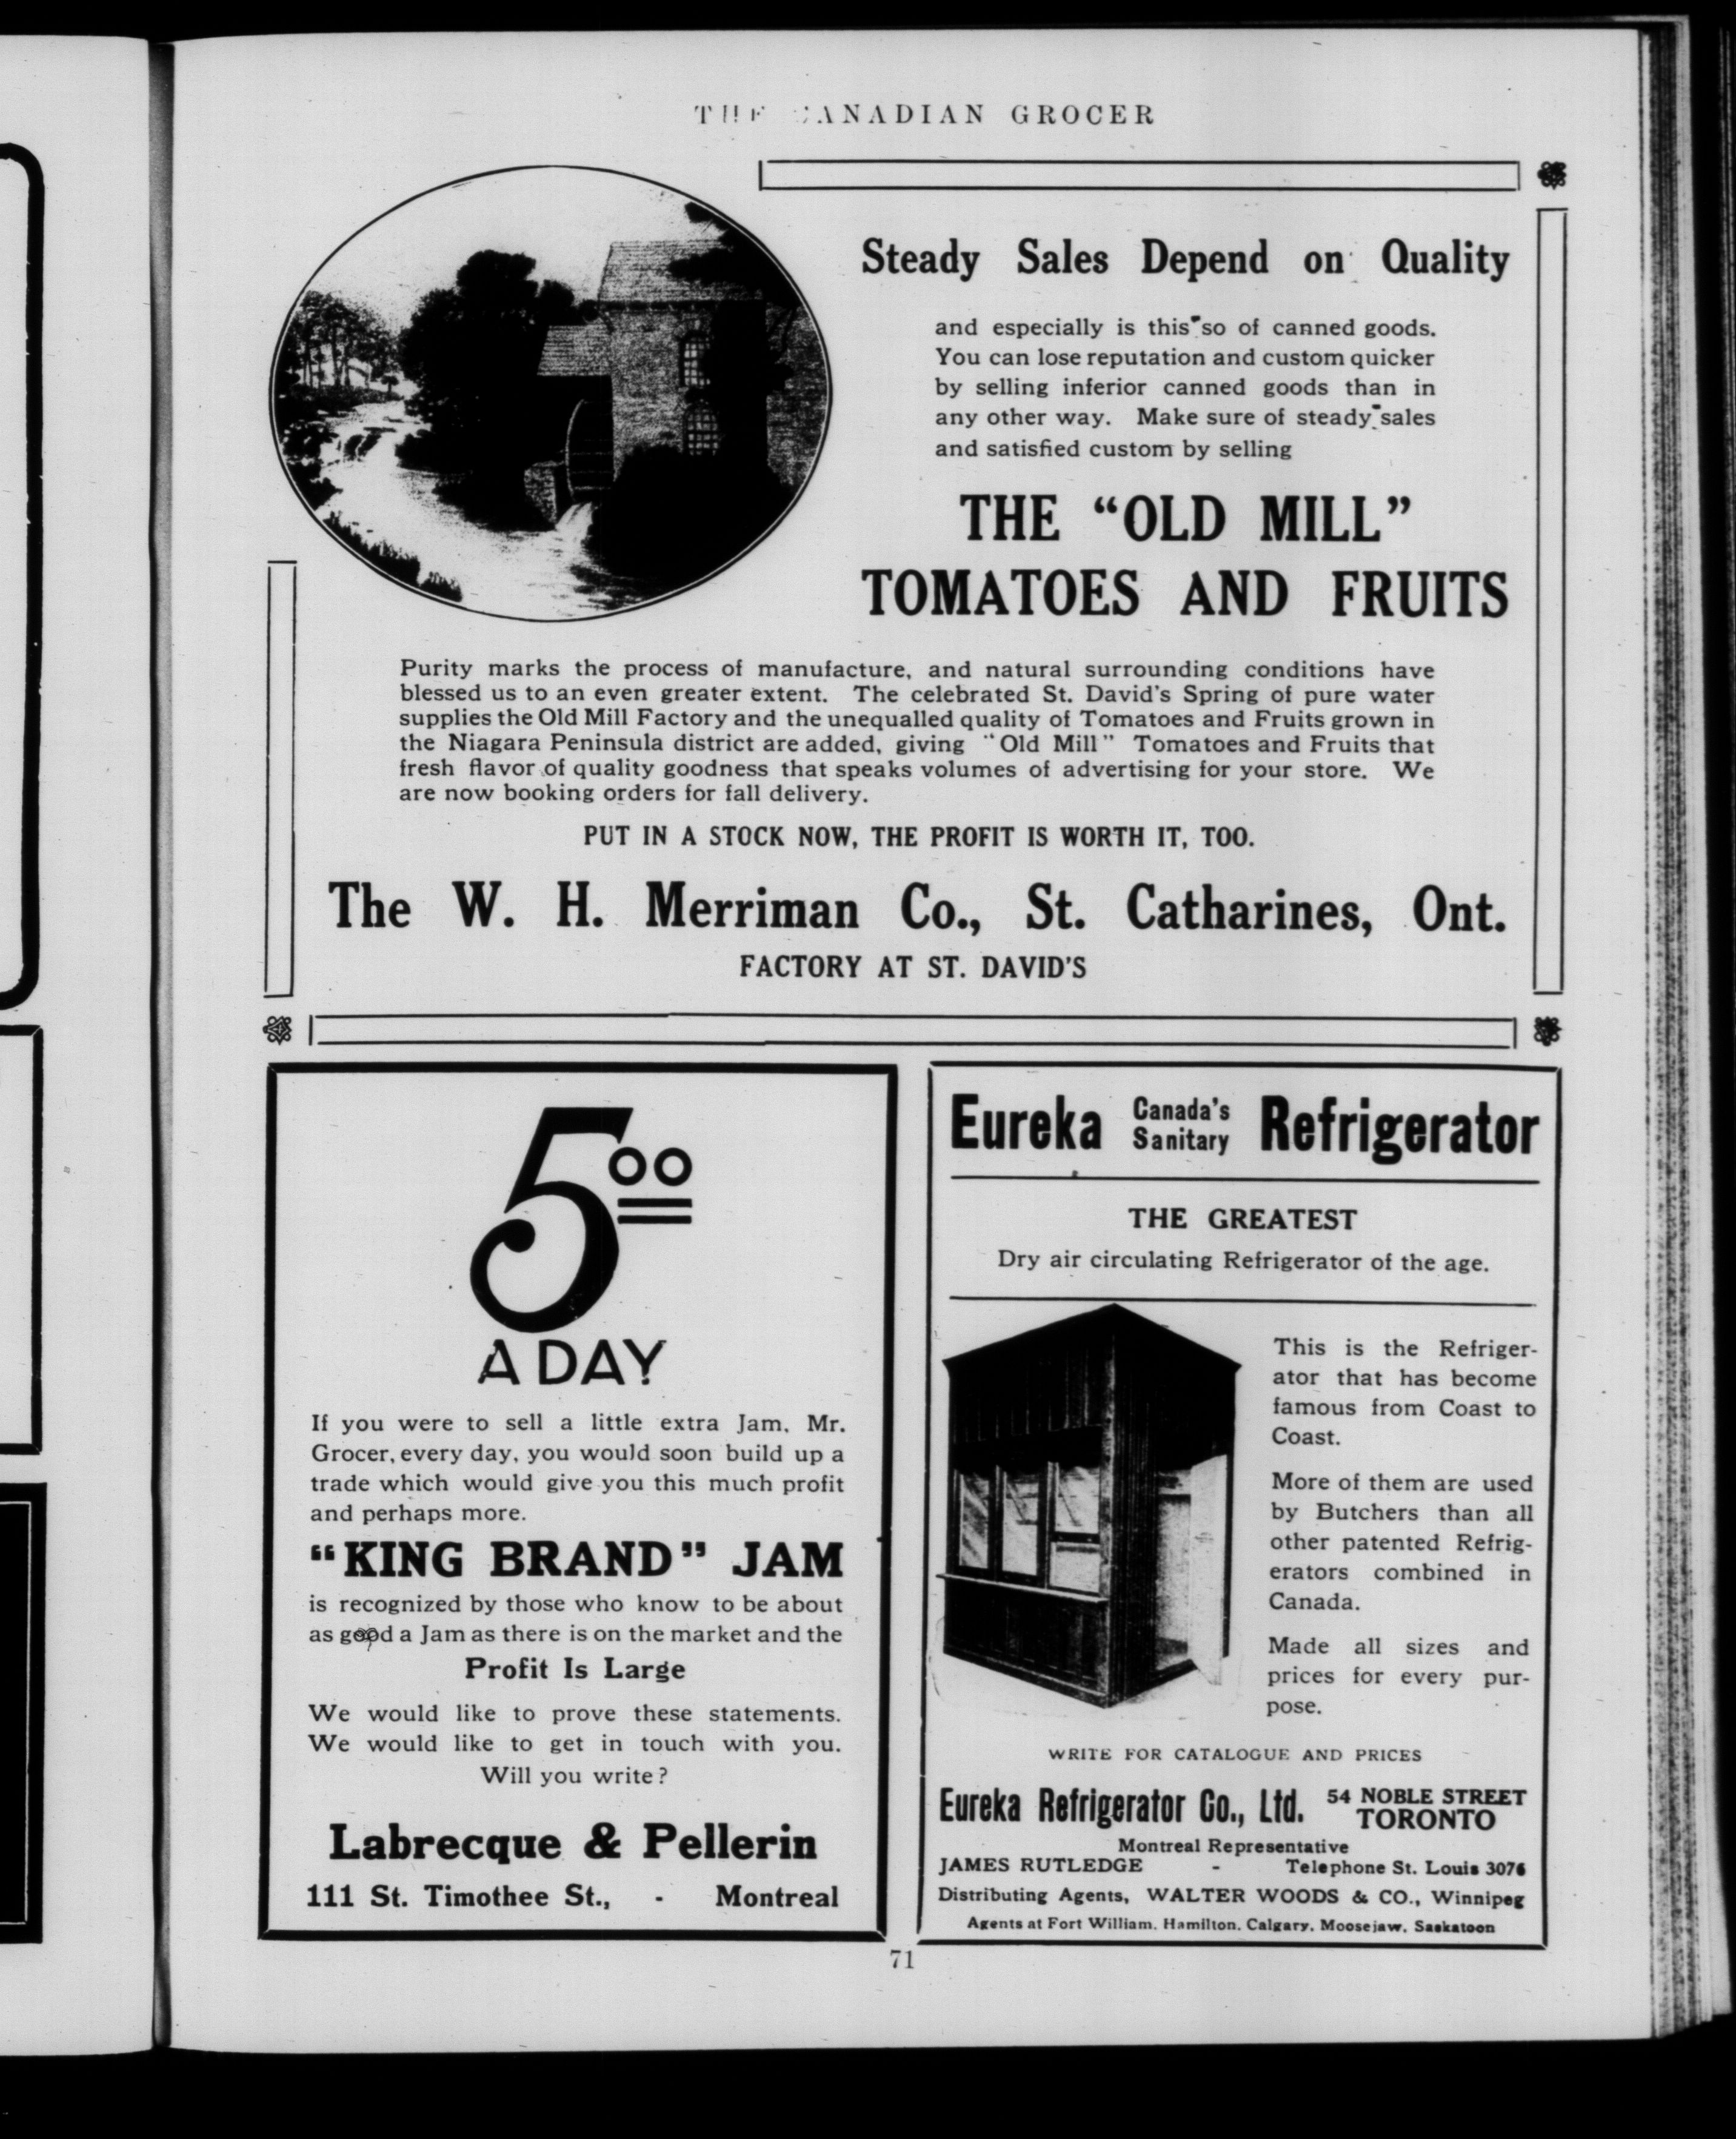 THE CANADIAN GROCER
Steady Sales Depend on Quality
and especially is this so of canned goods.
You can lose reputation and custom quicker
by selling inferior canned goods than in
any other way. Make sure of steady sales
and satisfied custom by selling
THE "OLD MILL"
TOMATOES AND FRUITS
Purity marks the process of manufacture, and natural surrounding conditions have
blessed us to an even greater extent. The celebrated St. David's Spring of pure water
supplies the Old Mill Factory and the unequalled quality of Tomatoes and Fruits grown in
the Niagara Peninsula district are added, giving "Old Mill" Tomatoes and Fruits that
fresh flavor of quality goodness that speaks volumes of advertising for your store. We
are now booking orders for fall delivery.
PUT IN A STOCK NOW, THE PROFIT IS WORTH IT, TOO.
The W. H. Merriman Co., St. Catharines, Ont.
FACTORY AT ST. DAVID'S
5 00
A DAY
If you were to sell a little extra Jam, Mr.
Grocer, every day, you would soon build up a
trade which would give you this much profit
and perhaps more.
"KING BRAND" JAM
is recognized by those who know to be about
as good a Jam as there is on the market and the
Profit Is Large
We would like to prove these statements.
We would like to get in touch with you.
Will you write?
Labrecque & Pellerin
111 St. Timothee St., - Montreal
Eureka Canada's Sanitary Refrigerator
THE GREATEST
Dry air circulating Refrigerator of the age.
This is the Refriger-
ator that has become
famous from Coast to
Coast.
More of them are used
by Butchers than all
other patented Refrig-
erators combined in
Canada.
Made all sizes and
prices for every pur-
pose.
WRITE FOR CATALOGUE AND PRICES
Eureka Refrigerator Co., Ltd. 54 NOBLE STREET
TORONTO
Montreal Representative
JAMES RUTLEDGE - Telephone St. Louis 3076
Distributing Agents, WALTER WOODS & CO., Winnipeg
Agents at Fort William, Hamilton, Calgary, Moosejaw, Saskatoon
71